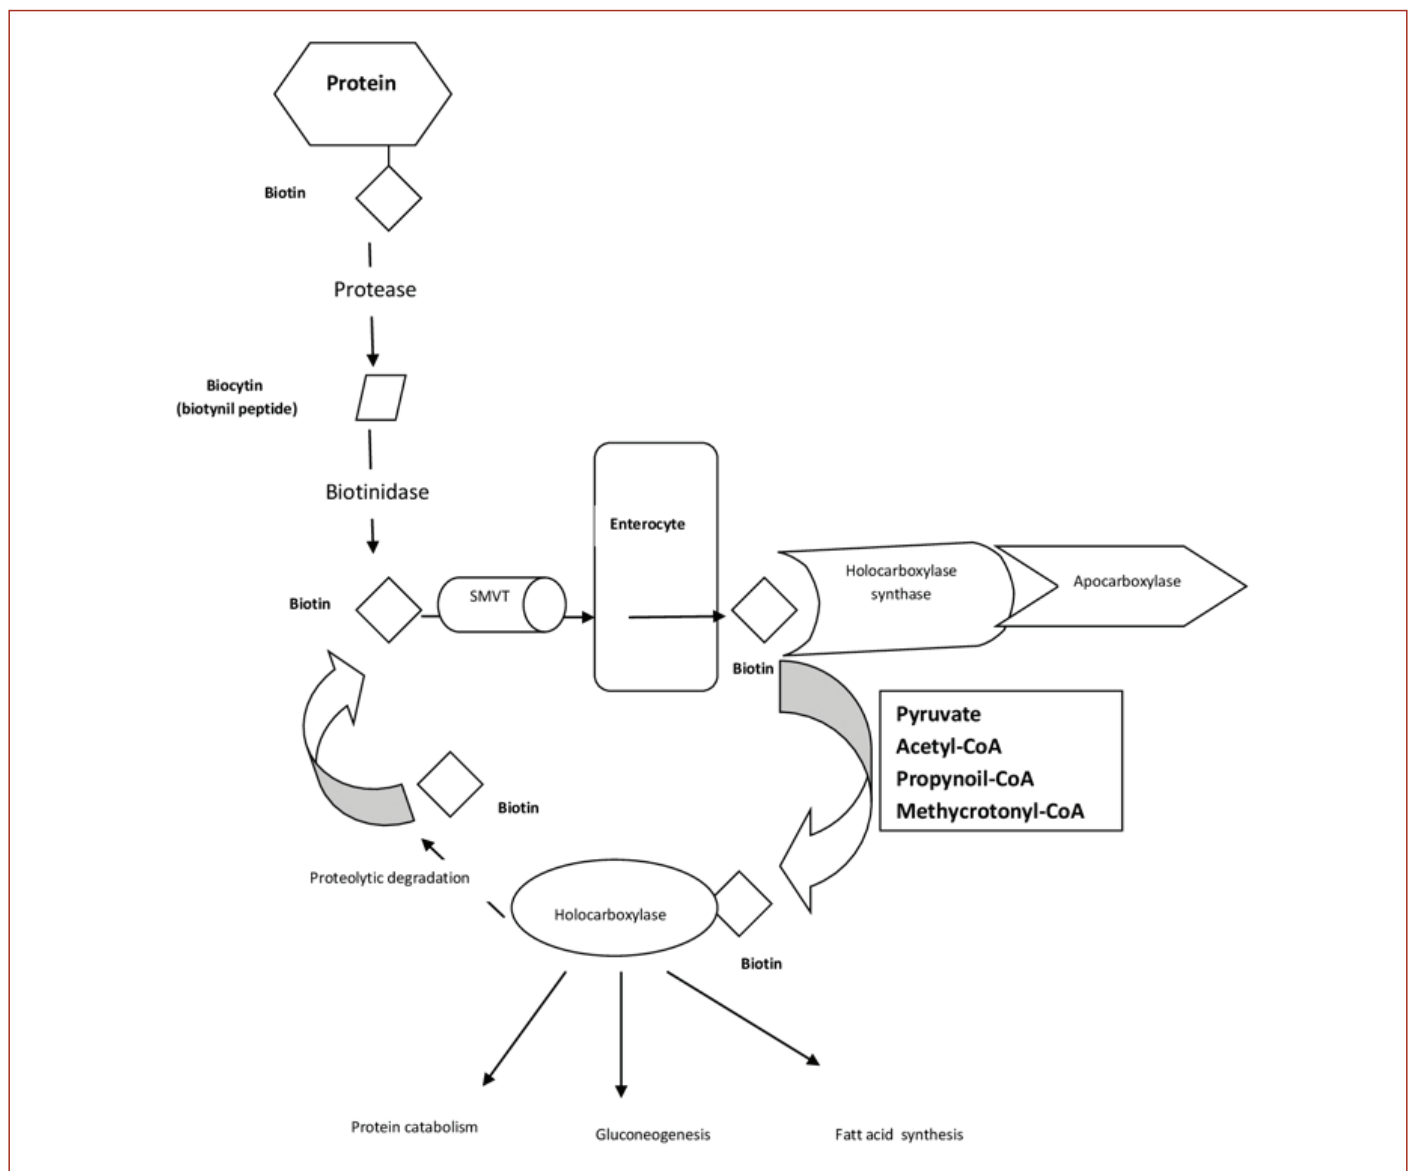 Protein
Biotin
Protease
Biocytin
(biotynil peptide)
Biotinidase
Enterocyte
Biotin
SMVT
Holocarboxylase
synthase
Apocarboxylase
Biotin
Pyruvate
Acetyl-CoA
Propynoil-CoA
Methycrotonyl-CoA
Biotin
Proteolytic degradation
Holocarboxylase
Biotin
Protein catabolism
Gluconeogenesis
Fatt acid synthesis